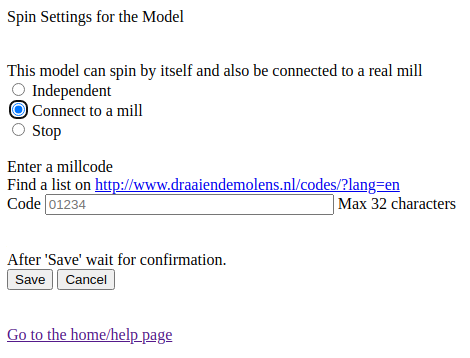 Spin Settings for the Model
This model can spin by itself and also be connected to a real mill
Independent
Connect to a mill
Stop
Enter a millcode
Find a list on http://www.draaiendemolens.nl/codes/?lang=en
Code 01234 Max 32 characters
After 'Save' wait for confirmation.
Save Cancel
Go to the home/help page